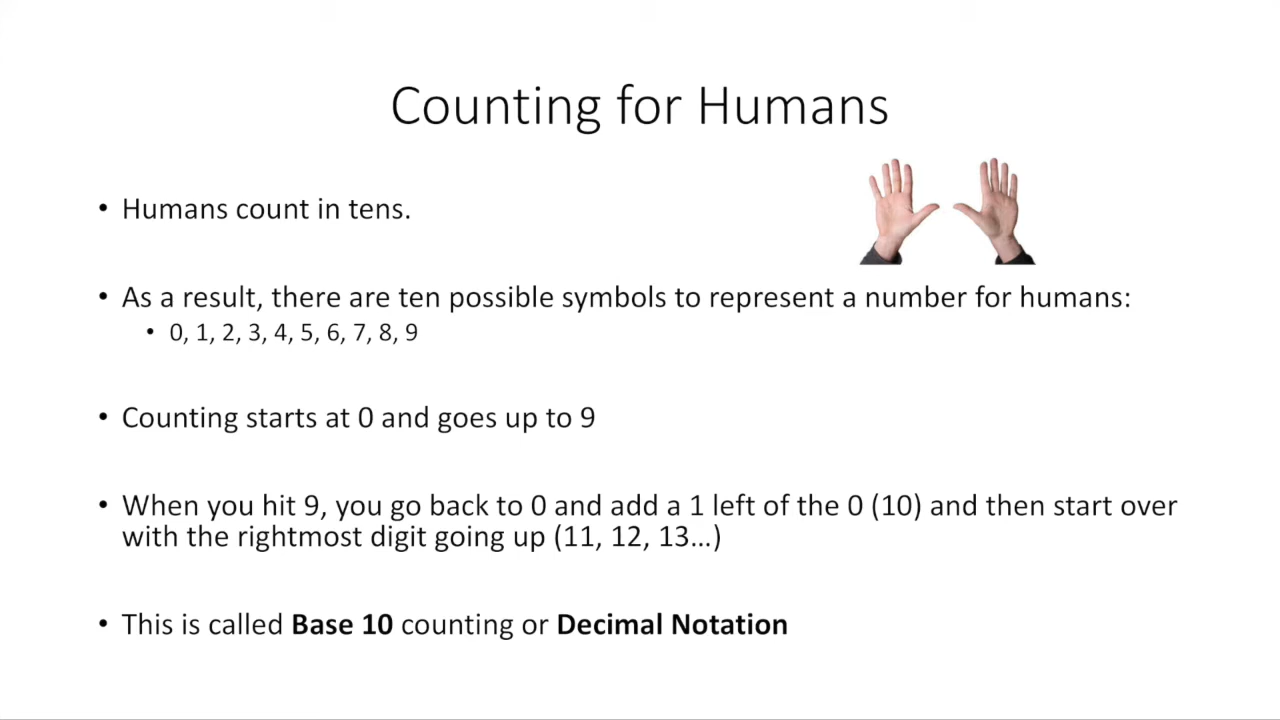 Counting for Humans
• Humans count in tens.
• As a result, there are ten possible symbols to represent a number for humans:
• 0, 1, 2, 3, 4, 5, 6, 7, 8, 9
• Counting starts at 0 and goes up to 9
• When you hit 9, you go back to 0 and add a 1 left of the 0 (10) and then start over
with the rightmost digit going up (11, 12, 13…)
• This is called Base 10 counting or Decimal Notation